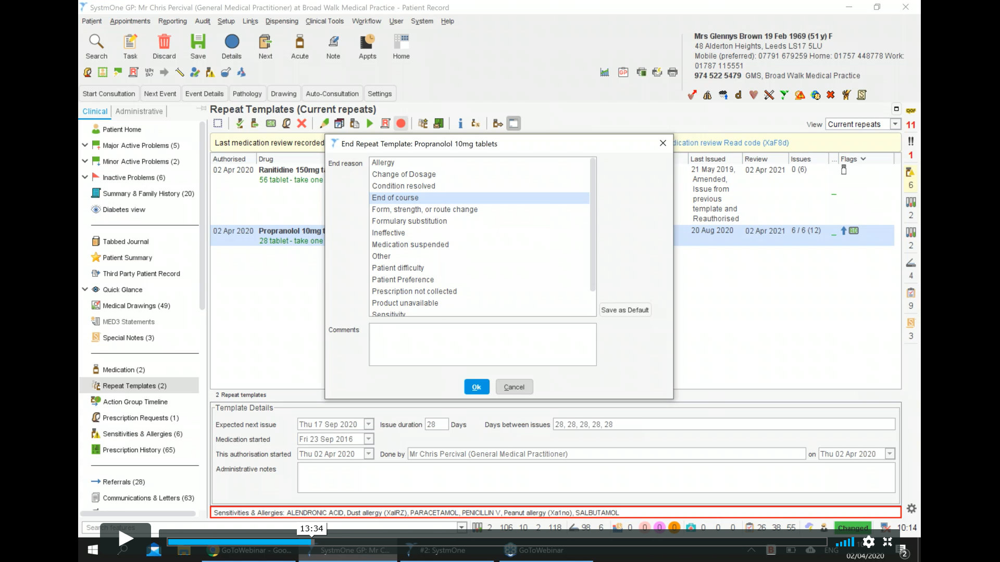 SystmOne GP: Mr Chris Percival (General Medical Practitioner) at Broad Walk Medical Practice - Patient Record
Patient Appointments Reporting Audit Setup Links Dispensing Clinical Tools Workflow User System Help
Search Task Discard Save Details Next Acute Note Appts Home
Mrs Glennys Brown 19 Feb 1969 (51 y) F
48 Alderton Heights, Leeds LS17 5LU
Mobile (preferred): 07791 679259 Home: 01757 448778 Work:
01787 115551
974 522 5479 GMS, Broad Walk Medical Practice
Start Consultation Next Event Event Details Pathology Drawing Auto-Consultation Settings
Clinical Administrative
Repeat Templates (Current repeats)
View Current repeats
Last medication review recorded
dication review Read code (XaF8d)
Patient Home
Major Active Problems (5)
Minor Active Problems (2)
Inactive Problems (6)
Summary & Family History (20)
Diabetes view
Tabbed Journal
Patient Summary
Third Party Patient Record
Quick Glance
Medical Drawings (49)
MED3 Statements
Special Notes (3)
Medication (2)
Repeat Templates (2)
Action Group Timeline
Prescription Requests (1)
Sensitivities & Allergies (6)
Prescription History (65)
Referrals (28)
Communications & Letters (63)
Authorised Drug Last Issued Review Issues ... Flags
02 Apr 2020 Ranitidine 150mg ta
56 tablet - take one
21 May 2019, 02 Apr 2021 0 (6)
Amended,
Issue from
previous
template and
Reauthorised
02 Apr 2020 Propranolol 10mg t
28 tablet - take one
20 Aug 2020 02 Apr 2021 6 / 6 (12)
End Repeat Template: Propranolol 10mg tablets
End reason
Allergy
Change of Dosage
Condition resolved
End of course
Form, strength, or route change
Formulary substitution
Ineffective
Medication suspended
Other
Patient difficulty
Patient Preference
Prescription not collected
Product unavailable
Sensitivity
Save as Default
Comments
Ok Cancel
2 Repeat templates
Template Details
Expected next issue Thu 17 Sep 2020 Issue duration 28 Days Days between issues 28, 28, 28, 28, 28
Medication started Fri 23 Sep 2016
This authorisation started Thu 02 Apr 2020 Done by Mr Chris Percival (General Medical Practitioner) on Thu 02 Apr 2020
Administrative notes
Sensitivities & Allergies: ALENDRONIC ACID, Dust allergy (XaIRZ), PARACETAMOL, PENICILLIN V, Peanut allergy (Xa1no), SALBUTAMOL
QOF
11
!!
1
6
2
2
4
9
3
Search features
2 106 10 2 118 98 6 0 0 0 0 0 0 0 26 38 55 Changed 10:14
13:34
GoToWebinar - Goo... SystmOne GP: Mr C... #2: SystmOne GoToWebinar
ENG
02/04/2020
2